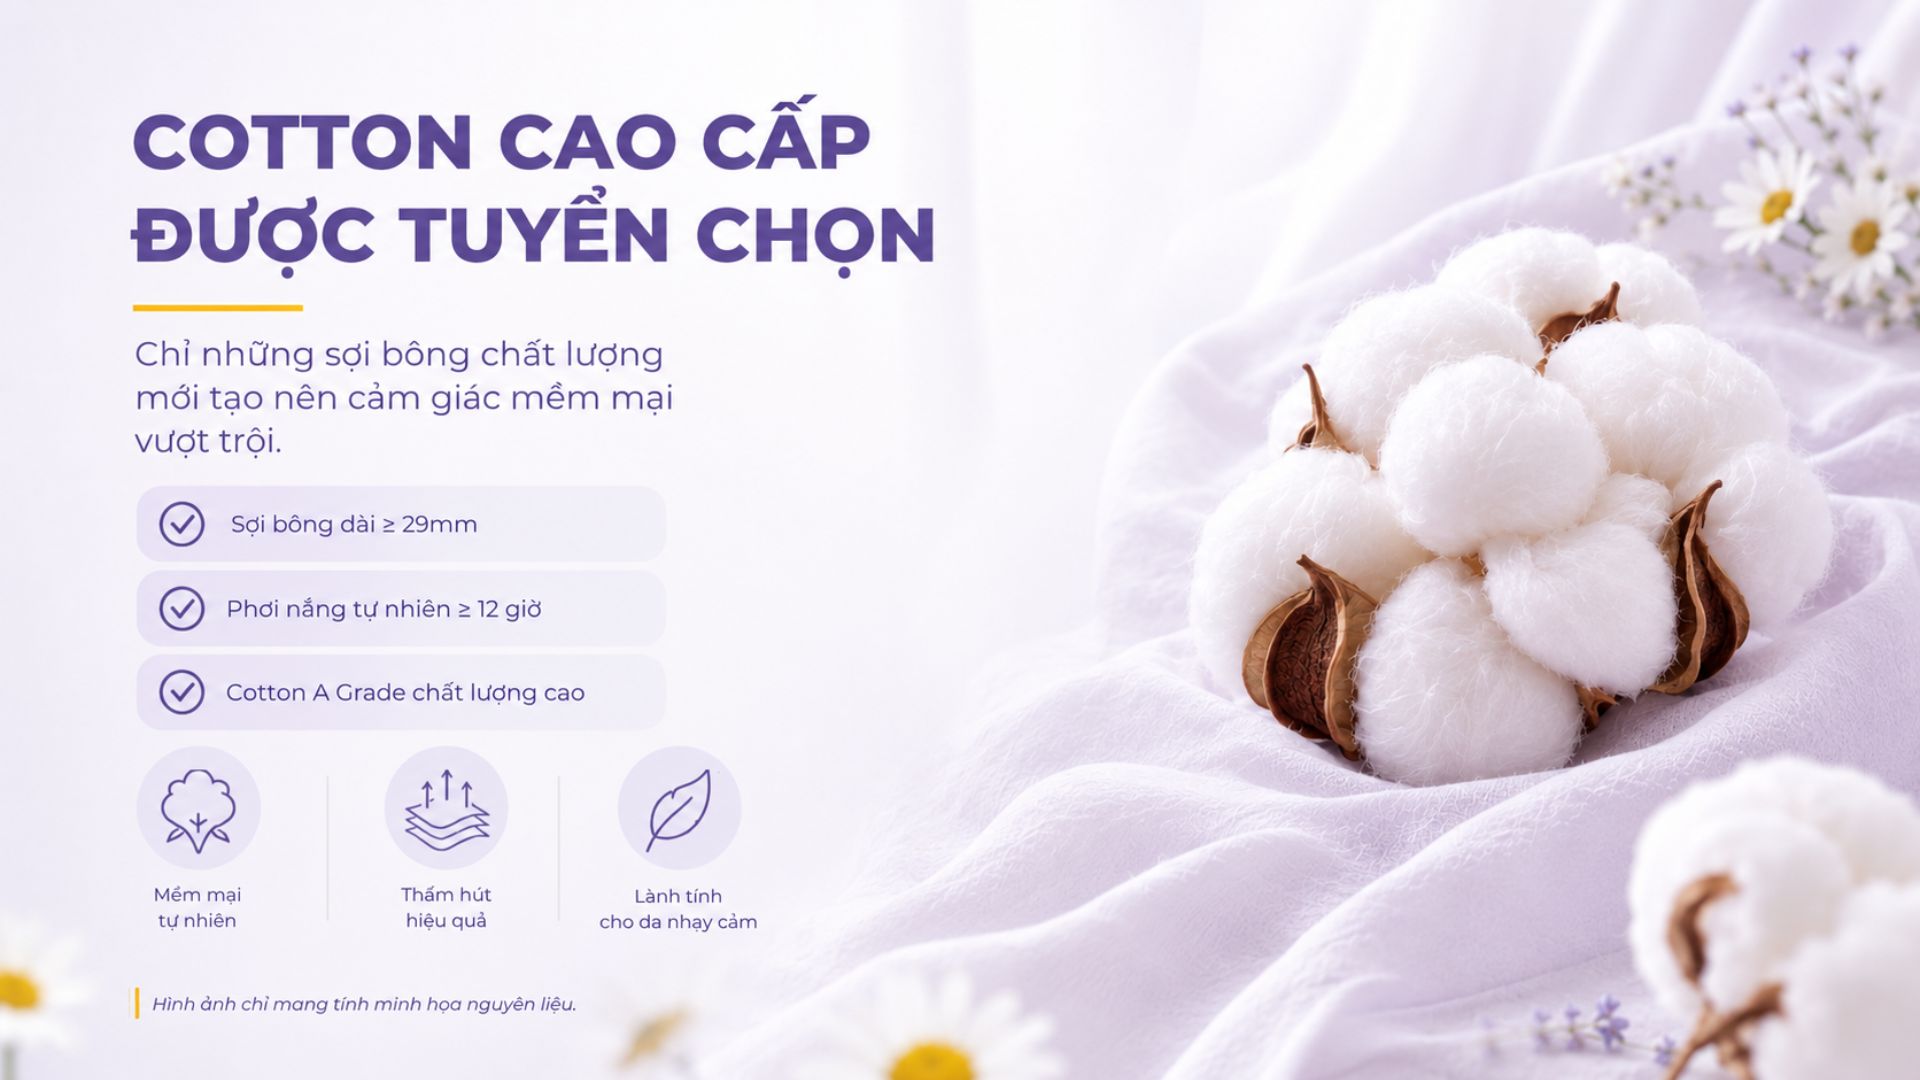 COTTON CAO CẤP
ĐƯỢC TUYỂN CHỌN
Chỉ những sợi bông chất lượng
mới tạo nên cảm giác mềm mại
vượt trội.
Sợi bông dài ≥ 29mm
Phơi nắng tự nhiên ≥ 12 giờ
Cotton A Grade chất lượng cao
Mềm mại
tự nhiên
Thấm hút
hiệu quả
Lành tính
cho da nhạy cảm
Hình ảnh chỉ mang tính minh họa nguyên liệu.